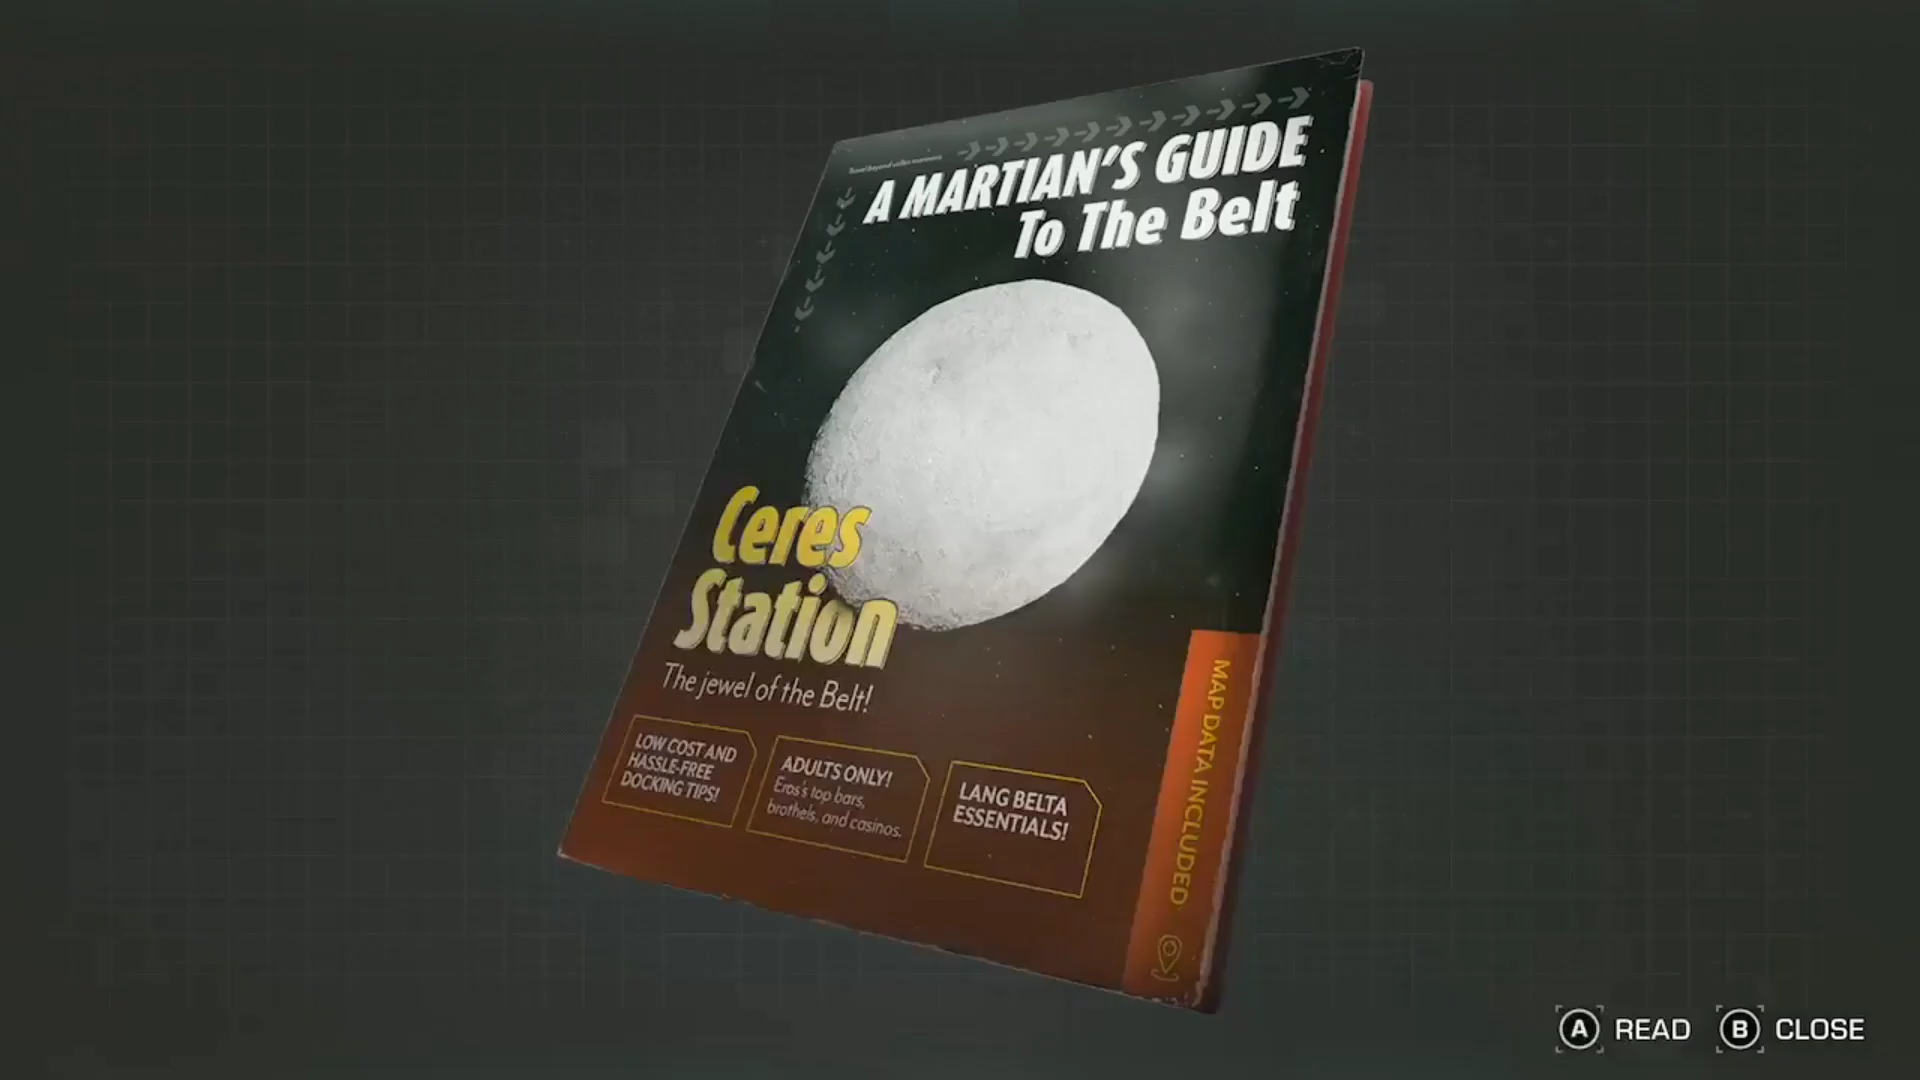 A MARTIAN'S GUIDE
To The Belt
Ceres
Station
The jewel of the Belt!
LOW COST AND
HASSLE-FREE
DOCKING TIPS!
ADULTS ONLY!
Eros's top bars,
brothels, and casinos.
LANG BELTA
ESSENTIALS!
MAP DATA INCLUDED
A READ B CLOSE